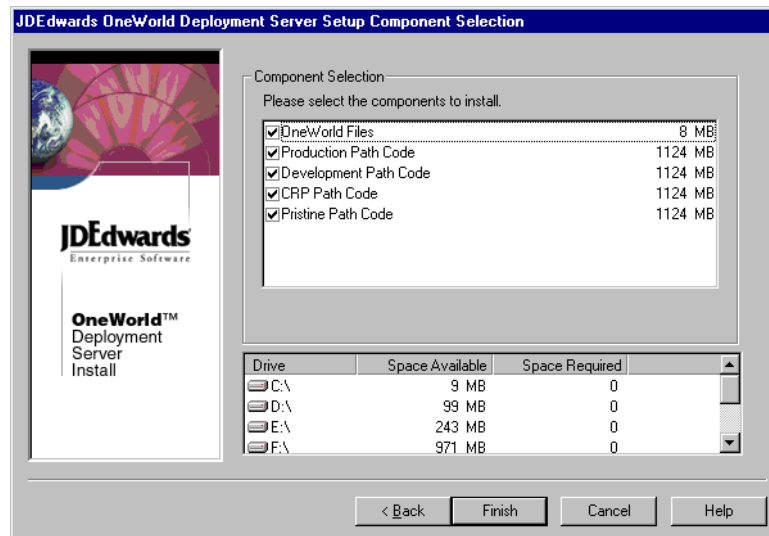 JDEdwards OneWorld Deployment Server Setup Component Selection
Component Selection
Please select the components to install.
OneWorld Files 8 MB
Production Path Code 1124 MB
Development Path Code 1124 MB
CRP Path Code 1124 MB
Pristine Path Code 1124 MB
JDEdwards
Enterprise Software
OneWorld™
Deployment
Server
Install
Drive Space Available Space Required
C:\ 9 MB 0
D:\ 99 MB 0
E:\ 243 MB 0
F:\ 971 MB 0
< Back Finish Cancel Help